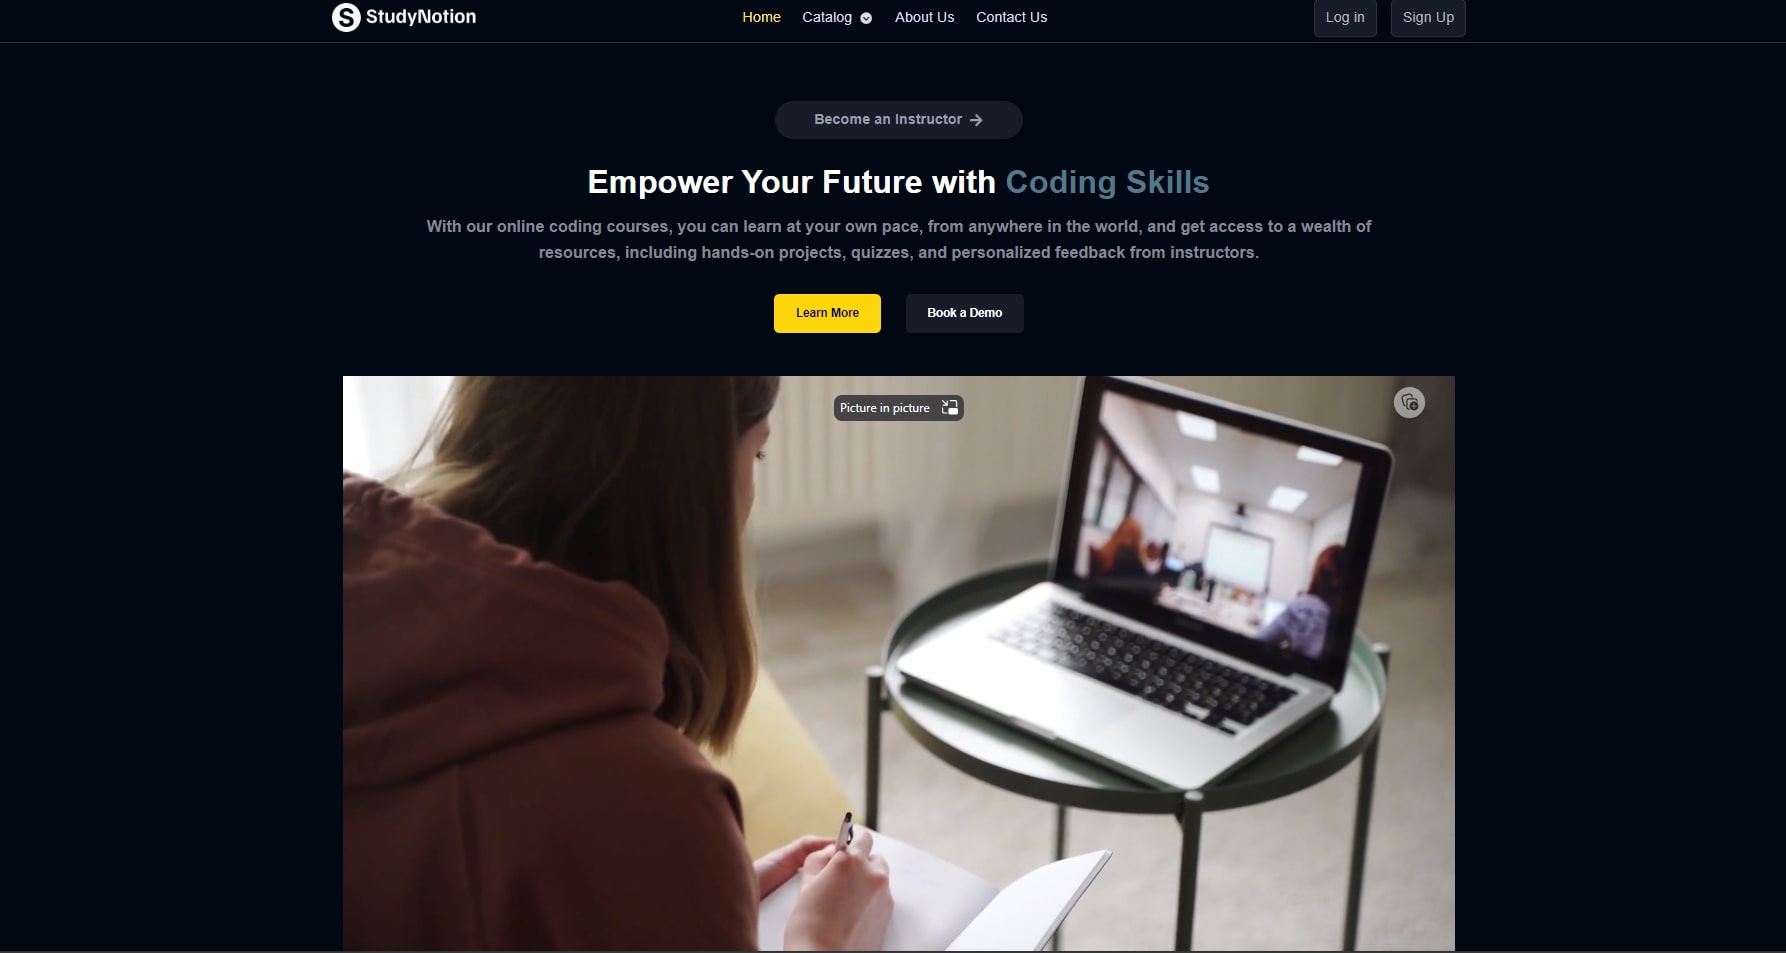 StudyNotion
Home Catalog About Us Contact Us
Log in Sign Up
Become an Instructor
Empower Your Future with Coding Skills
With our online coding courses, you can learn at your own pace, from anywhere in the world, and get access to a wealth of
resources, including hands-on projects, quizzes, and personalized feedback from instructors.
Learn More Book a Demo
Picture in picture